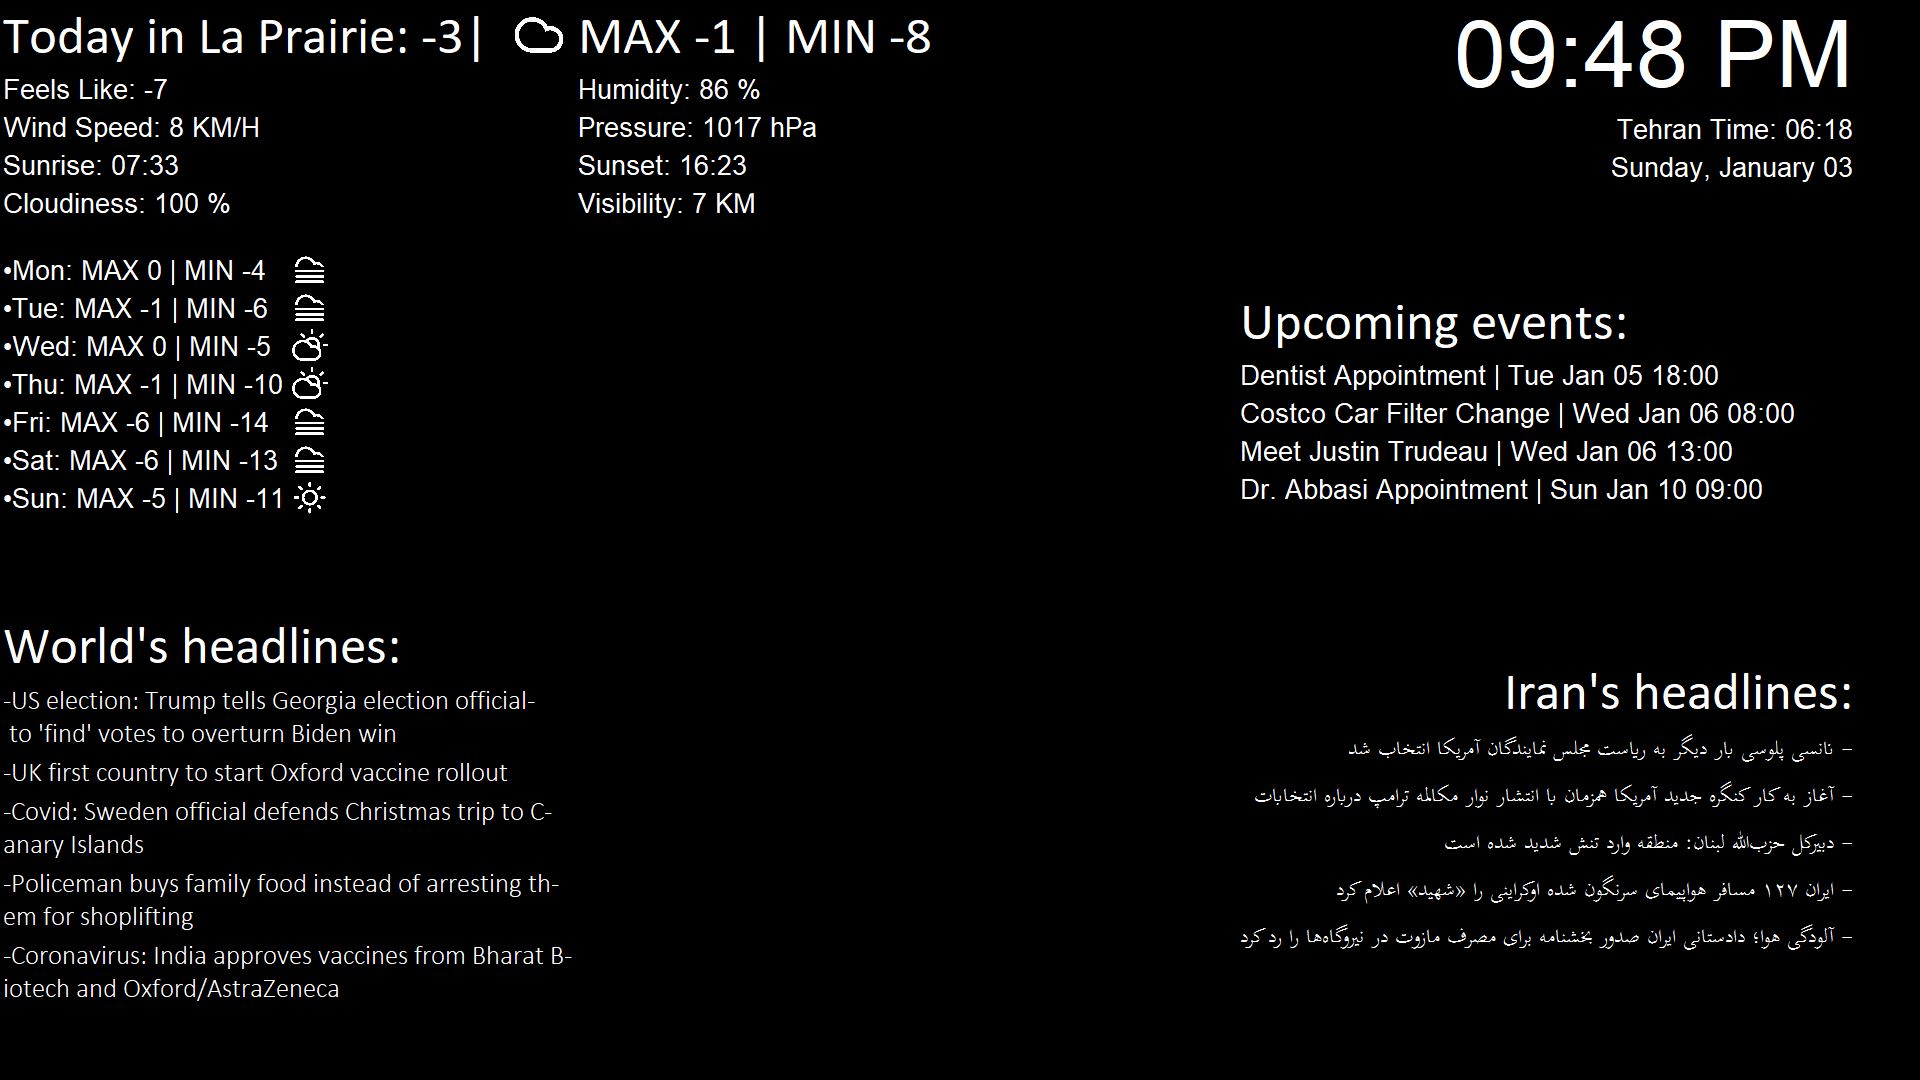 Today in La Prairie: -3| MAX -1 | MIN -8
Feels Like: -7
Wind Speed: 8 KM/H
Sunrise: 07:33
Cloudiness: 100 %
Humidity: 86 %
Pressure: 1017 hPa
Sunset: 16:23
Visibility: 7 KM
09:48 PM
Tehran Time: 06:18
Sunday, January 03
•Mon: MAX 0 | MIN -4
•Tue: MAX -1 | MIN -6
•Wed: MAX 0 | MIN -5
•Thu: MAX -1 | MIN -10
•Fri: MAX -6 | MIN -14
•Sat: MAX -6 | MIN -13
•Sun: MAX -5 | MIN -11
Upcoming events:
Dentist Appointment | Tue Jan 05 18:00
Costco Car Filter Change | Wed Jan 06 08:00
Meet Justin Trudeau | Wed Jan 06 13:00
Dr. Abbasi Appointment | Sun Jan 10 09:00
World's headlines:
-US election: Trump tells Georgia election official-
to 'find' votes to overturn Biden win
-UK first country to start Oxford vaccine rollout
-Covid: Sweden official defends Christmas trip to C-
anary Islands
-Policeman buys family food instead of arresting th-
em for shoplifting
-Coronavirus: India approves vaccines from Bharat B-
iotech and Oxford/AstraZeneca
Iran's headlines:
- نانسی پلوسی بار دیگر به ریاست مجلس نمایندگان آمریکا انتخاب شد
- آغاز به کار کنگره جدید آمریکا همزمان با انتشار نوار مکالمه ترامپ درباره انتخابات
- دبیرکل حزب‌الله لبنان: منطقه وارد تنش شدید شده است
- ایران ۱۲۷ مسافر هواپیمای سرنگون شده اوکراینی را «شهید» اعلام کرد
- آلودگی هوا؛ دادستانی ایران صدور بخشنامه برای مصرف مازوت در نیروگاه‌ها را رد کرد